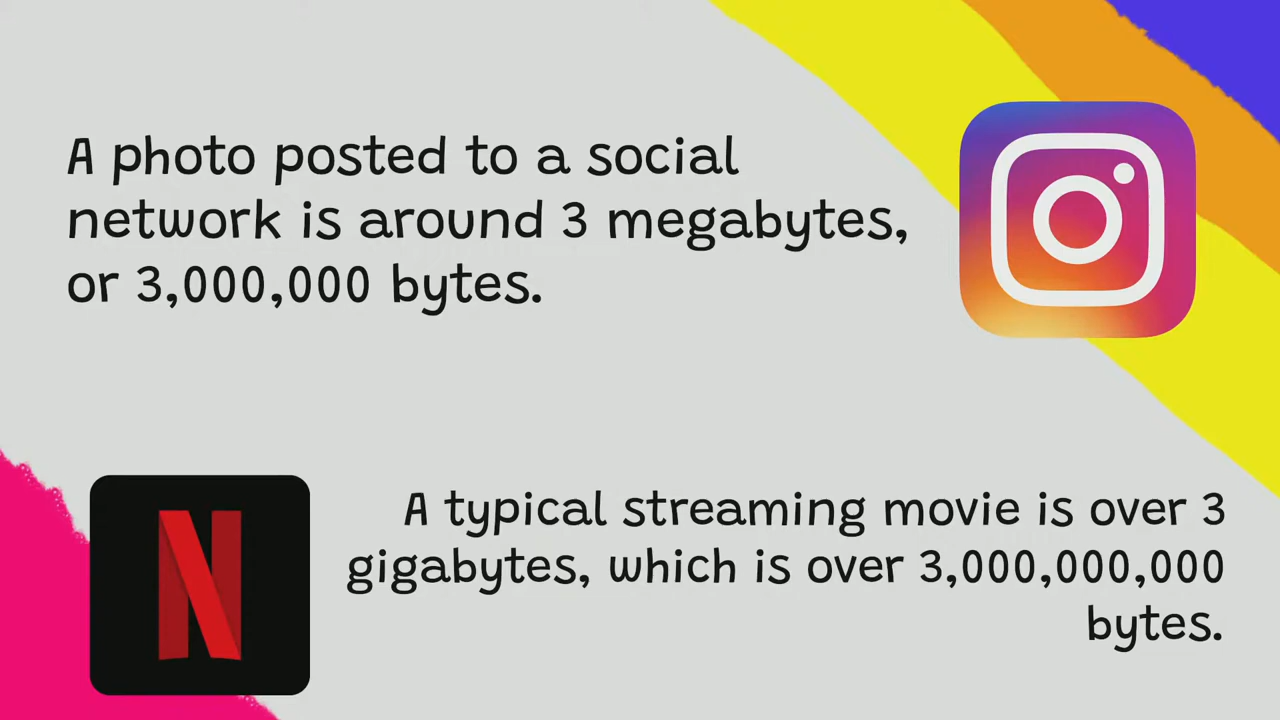 A photo posted to a social
network is around 3 megabytes,
or 3,000,000 bytes.
N
A typical streaming movie is over 3
gigabytes, which is over 3,000,000,000
bytes.